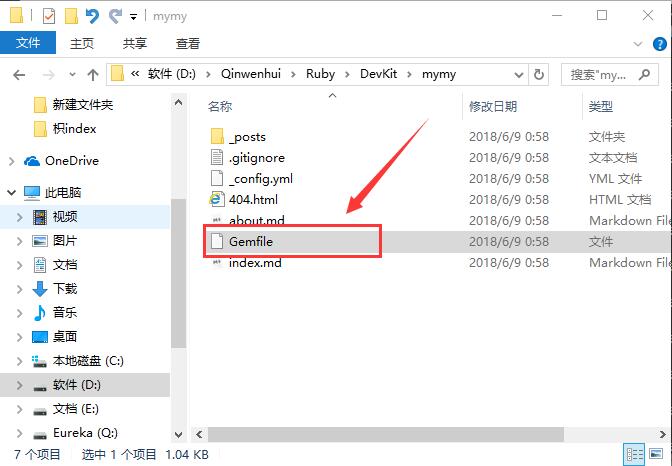 mymy
文件 主页 共享 查看
« 软件 (D:) › Qinwenhui › Ruby › DevKit › mymy 搜索"my...
新建文件夹
枳index
OneDrive
此电脑
视频
图片
文档
下载
音乐
桌面
本地磁盘 (C:)
软件 (D:)
文档 (E:)
Eureka (Q:)
名称 修改日期 类型
_posts 2018/6/9 0:58 文件夹
.gitignore 2018/6/9 0:58 文本文档
_config.yml 2018/6/9 0:58 YML 文件
404.html 2018/6/9 0:58 HTML 文档
about.md 2018/6/9 0:58 Markdown File
Gemfile 2018/6/9 0:58 文件
index.md 2018/6/9 0:58 Markdown File
7 个项目 选中 1 个项目 1.04 KB